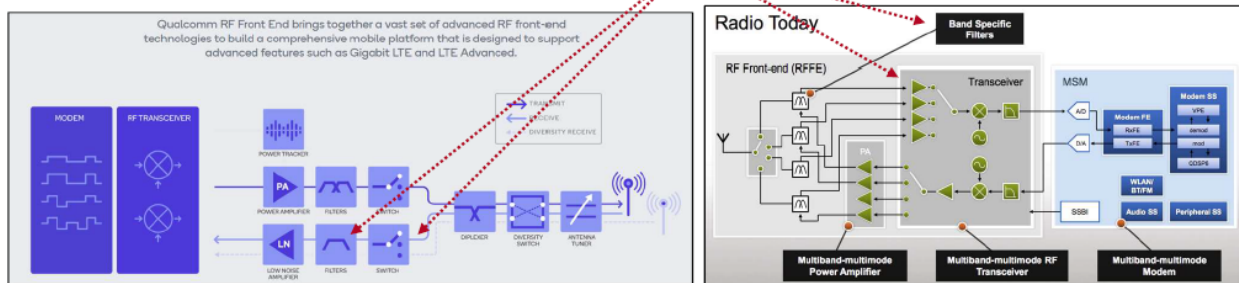 Qualcomm RF Front End brings together a vast set of advanced RF front-end
technologies to build a comprehensive mobile platform that is designed to support
advanced features such as Gigabit LTE and LTE Advanced.
TRANSMIT
RECEIVE
DIVERSITY RECEIVE
MODEM
RF TRANSCEIVER
POWER TRACKER
PA
POWER AMPLIFIER
FILTERS
SWITCH
DIPLEXER
DIVERSITY
SWITCH
ANTENNA
TUNER
LN
LOW NOISE
AMPLIFIER
FILTERS
SWITCH
Radio Today
Band Specific
Filters
RF Front-end (RFFE)
Transceiver
MSM
PA
A/D
D/A
Modem FE
RxFE
TxFE
Modem SS
VPE
demod
mod
QDSP6
WLAN/
BT/FM
SSBI
Audio SS
Peripheral SS
Multiband-multimode
Power Amplifier
Multiband-multimode RF
Transceiver
Multiband-multimode
Modem